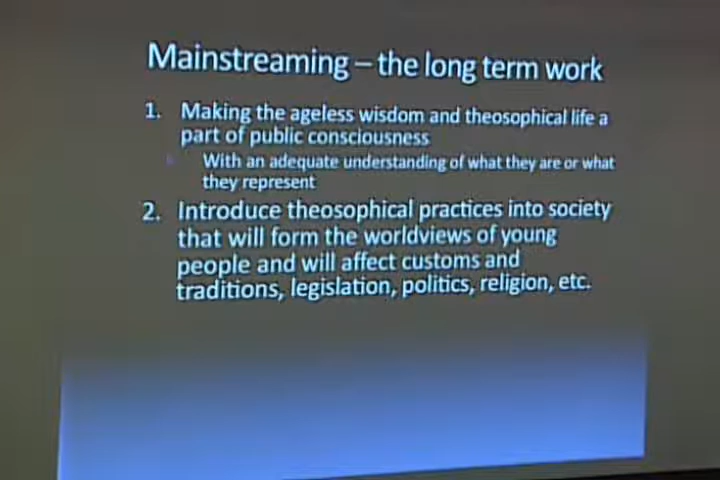 Mainstreaming – the long term work
1. Making the ageless wisdom and theosophical life a
part of public consciousness
With an adequate understanding of what they are or what
they represent
2. Introduce theosophical practices into society
that will form the worldviews of young
people and will affect customs and
traditions, legislation, politics, religion, etc.